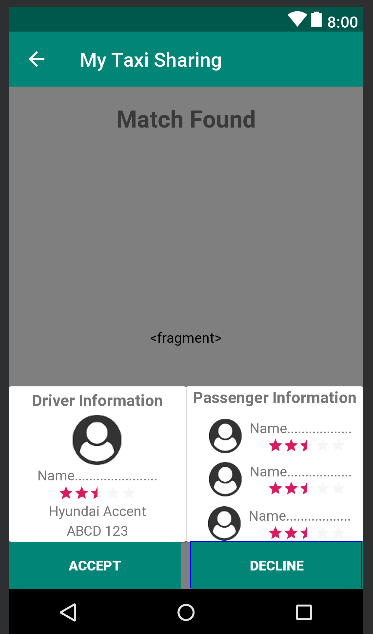 8:00
My Taxi Sharing
Match Found
<fragment>
Driver Information
Name......................
Hyundai Accent
ABCD 123
Passenger Information
Name.................
Name...................
Name...................
ACCEPT
DECLINE